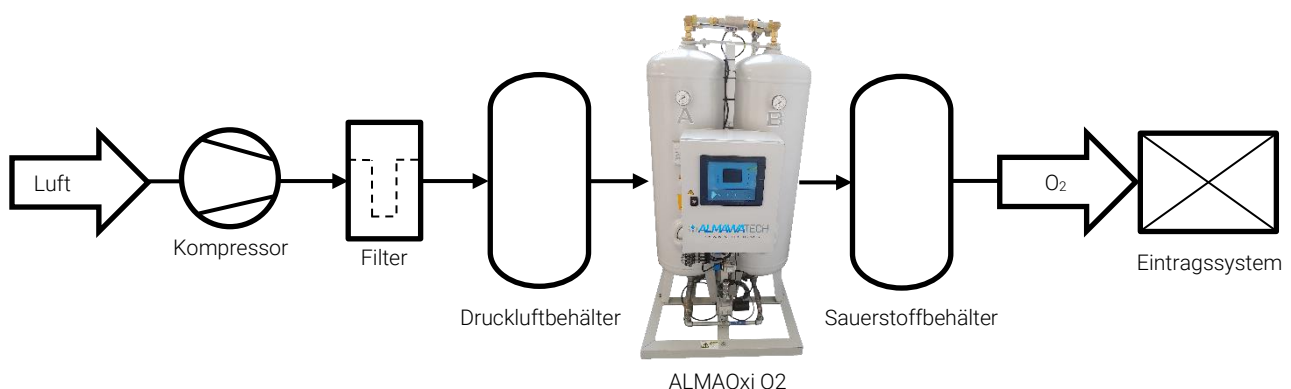 Luft
Kompressor
Filter
Druckluftbehälter
A
B
ALMAWATECH
ALMAOxi O2
Sauerstoffbehälter
O₂
Eintragssystem